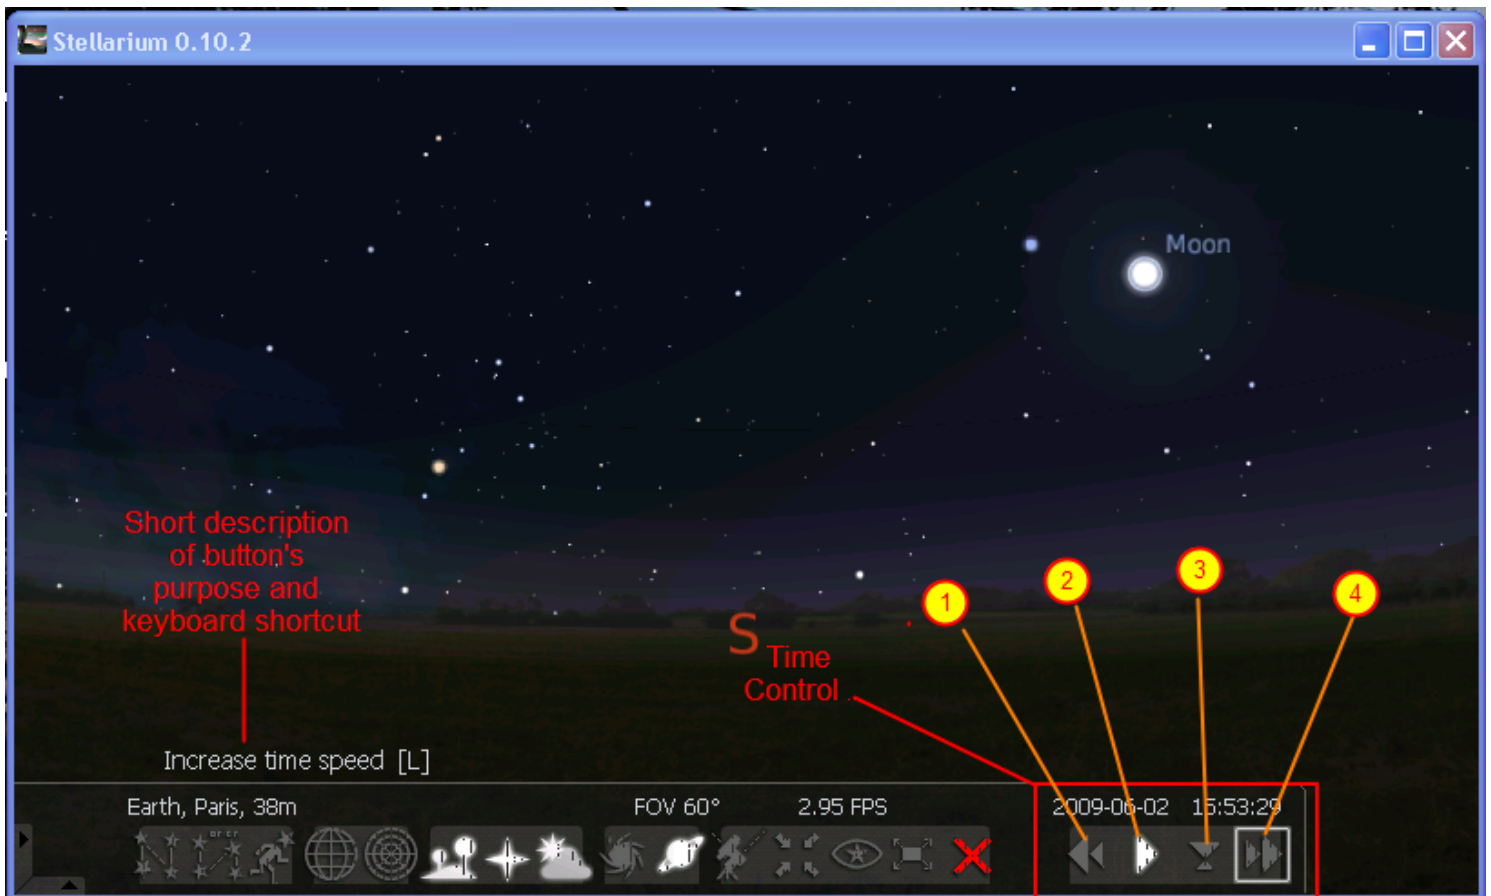 Stellarium 0.10.2
Moon
Short description
of button's
purpose and
keyboard shortcut
1
2
3
4
S
Time
Control
Increase time speed [L]
Earth, Paris, 38m
FOV 60°
2.95 FPS
2009-06-02 15:53:29